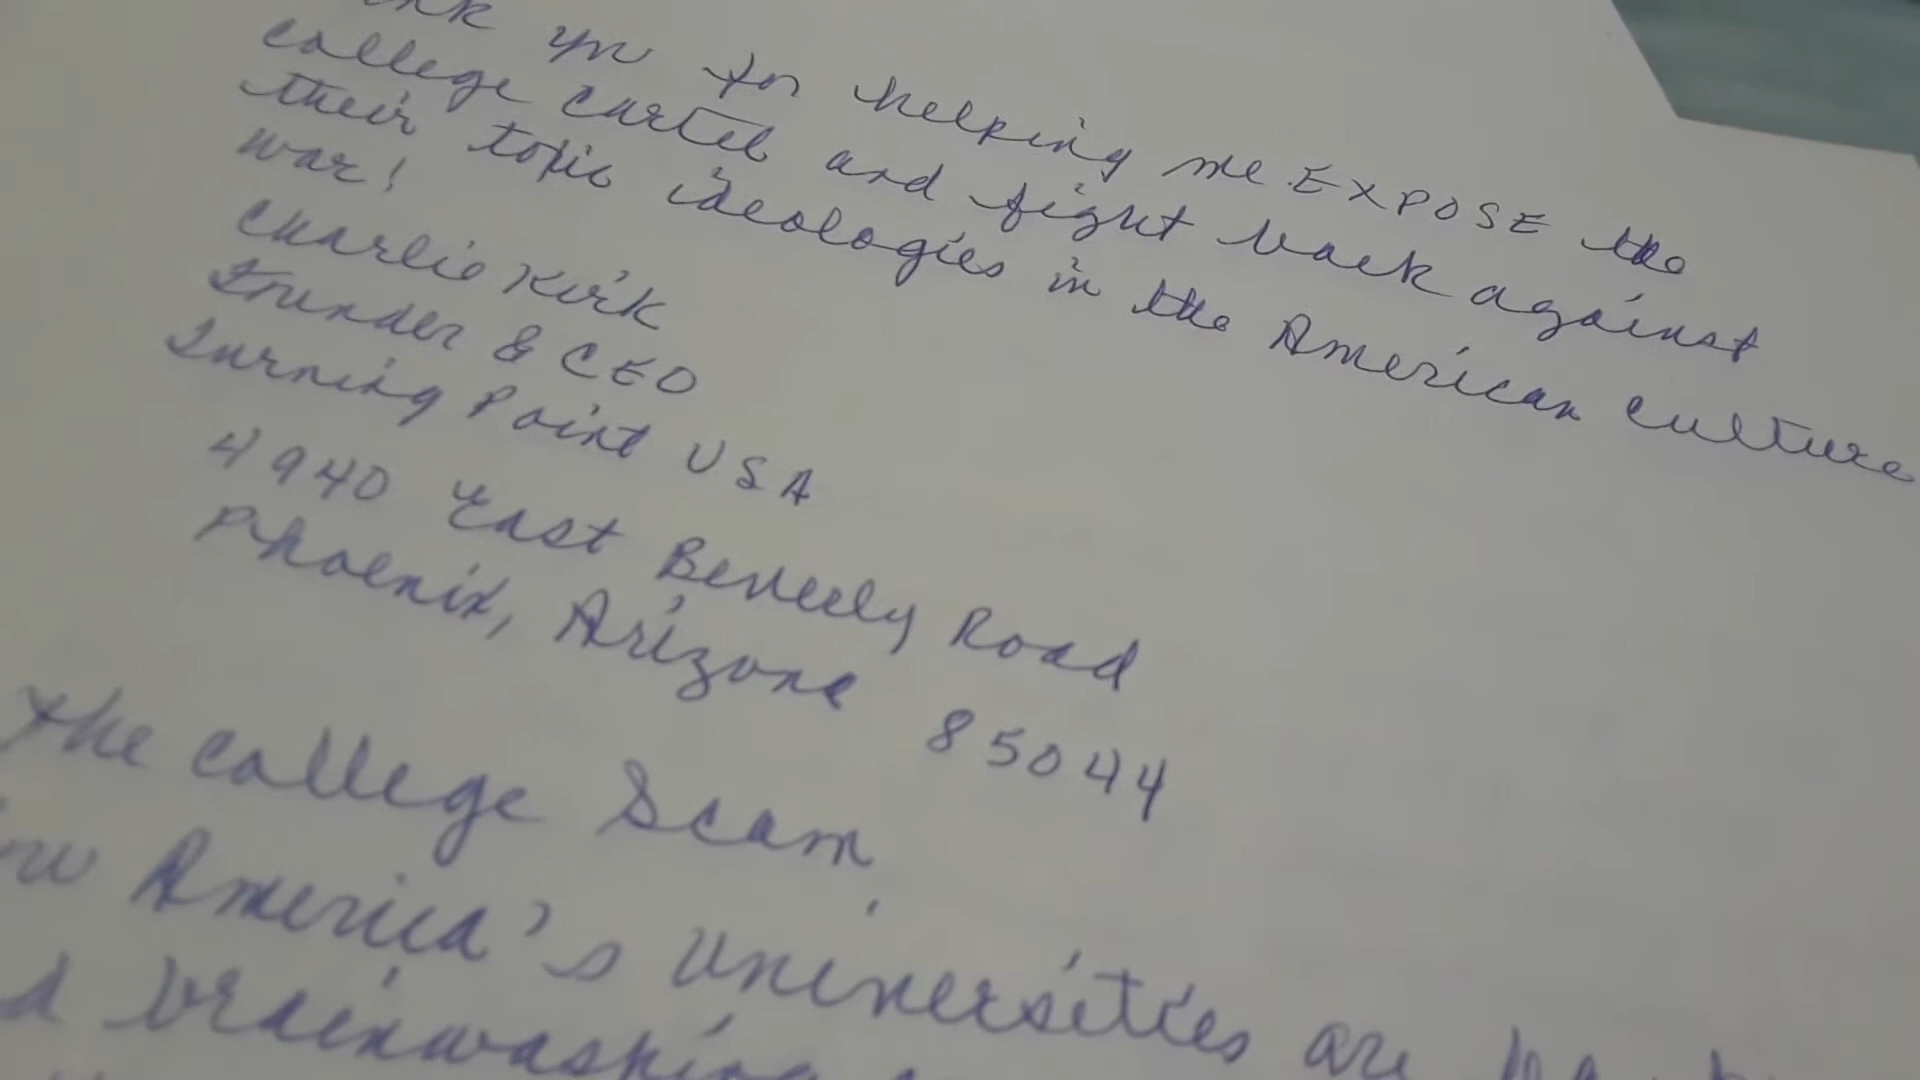 you for helping me EXPOSE the
college cartel and fight back against
their topic ideologies in the American culture
war!
Charlie Kirk
Founder & CEO
Turning Point USA
4940 East Beverly Road
Phoenix, Arizona 85044
The College Scam
America's Universities are
brainwashing